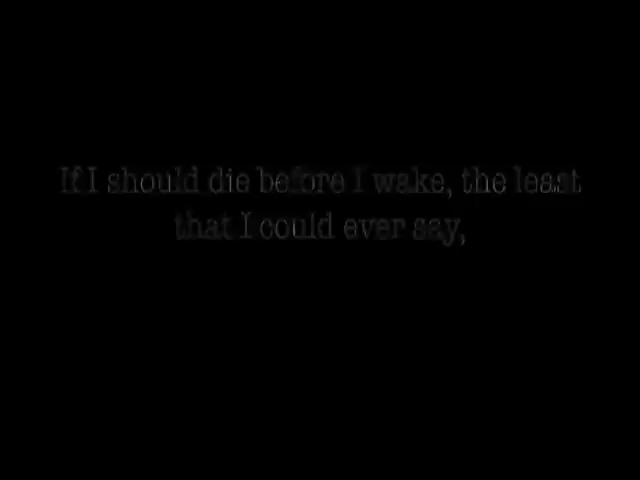 If I should die before I wake, the least
that I could ever say,